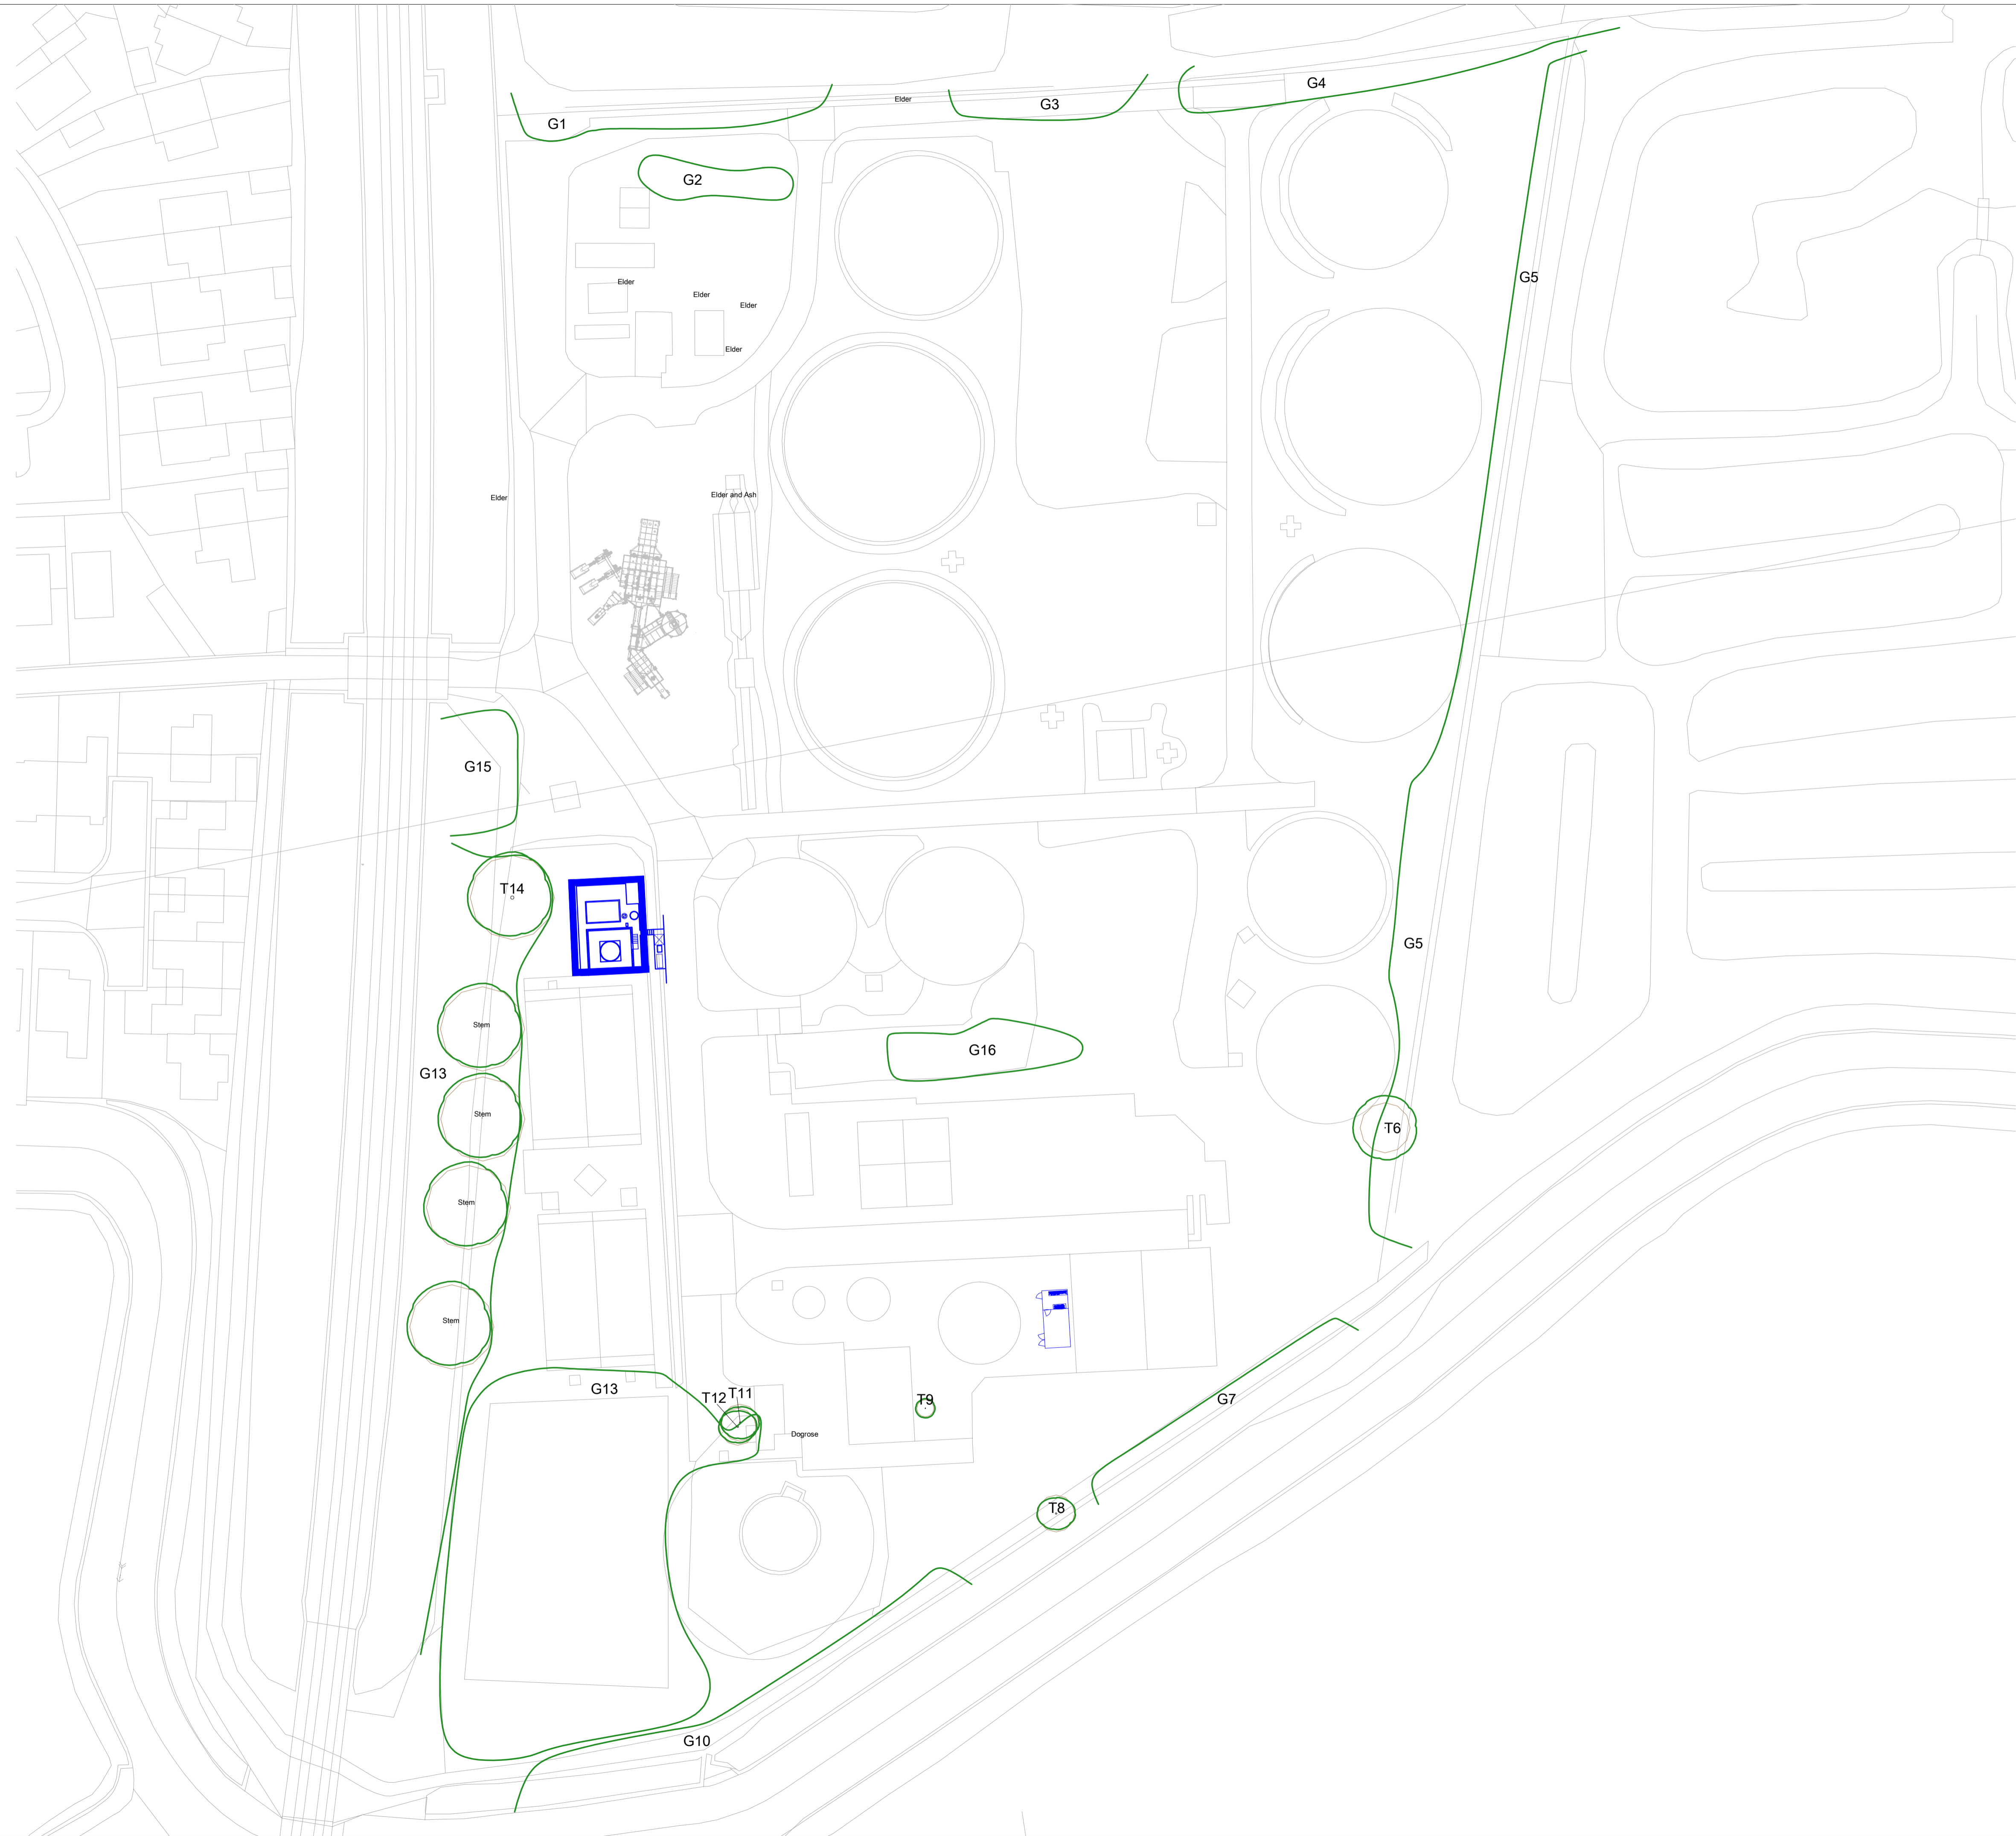 G4
Elder
G3
G1
G2
G5
Elder
Elder
Elder
Elder
Elder and Ash
Elder
G15
T14
G5
Stem
G16
G13
Stem
T6
Stem
Stem
G13
T11
T12
T9
G7
Dogrose
T8
G10